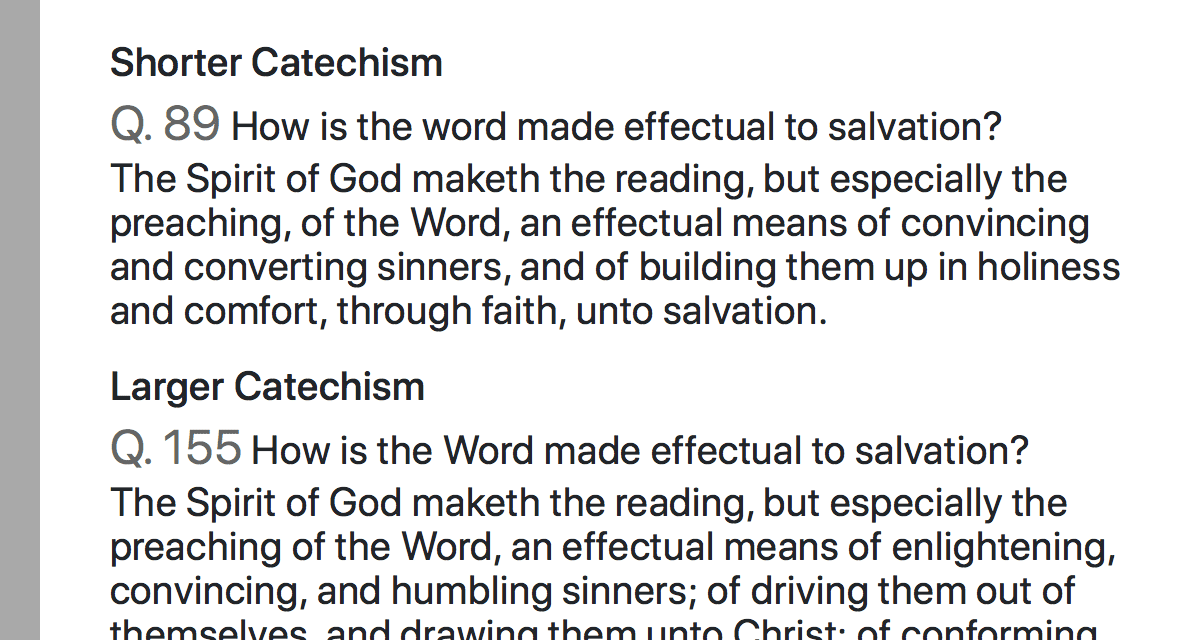 Shorter Catechism
Q. 89 How is the word made effectual to salvation?
The Spirit of God maketh the reading, but especially the
preaching, of the Word, an effectual means of convincing
and converting sinners, and of building them up in holiness
and comfort, through faith, unto salvation.
Larger Catechism
Q. 155 How is the Word made effectual to salvation?
The Spirit of God maketh the reading, but especially the
preaching of the Word, an effectual means of enlightening,
convincing, and humbling sinners; of driving them out of
themselves, and drawing them unto Christ; of conforming